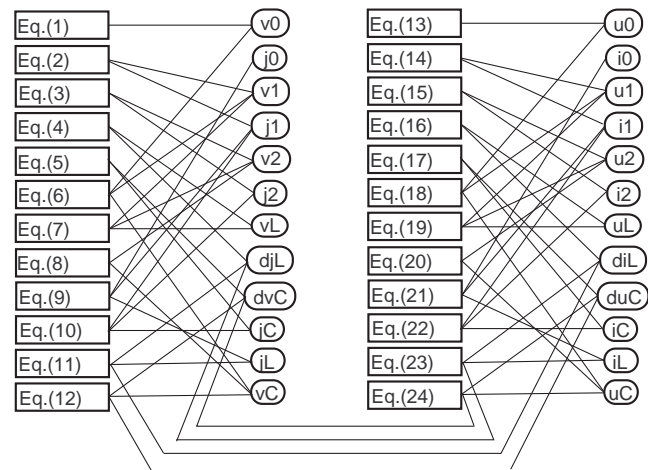 Eq.(1) v0 Eq.(13) u0
Eq.(2) j0 Eq.(14) i0
Eq.(3) v1 Eq.(15) u1
Eq.(4) j1 Eq.(16) i1
Eq.(5) v2 Eq.(17) u2
Eq.(6) j2 Eq.(18) i2
Eq.(7) vL Eq.(19) uL
Eq.(8) djL Eq.(20) diL
Eq.(9) dvC Eq.(21) duC
Eq.(10) jC Eq.(22) iC
Eq.(11) jL Eq.(23) iL
Eq.(12) vC Eq.(24) uC